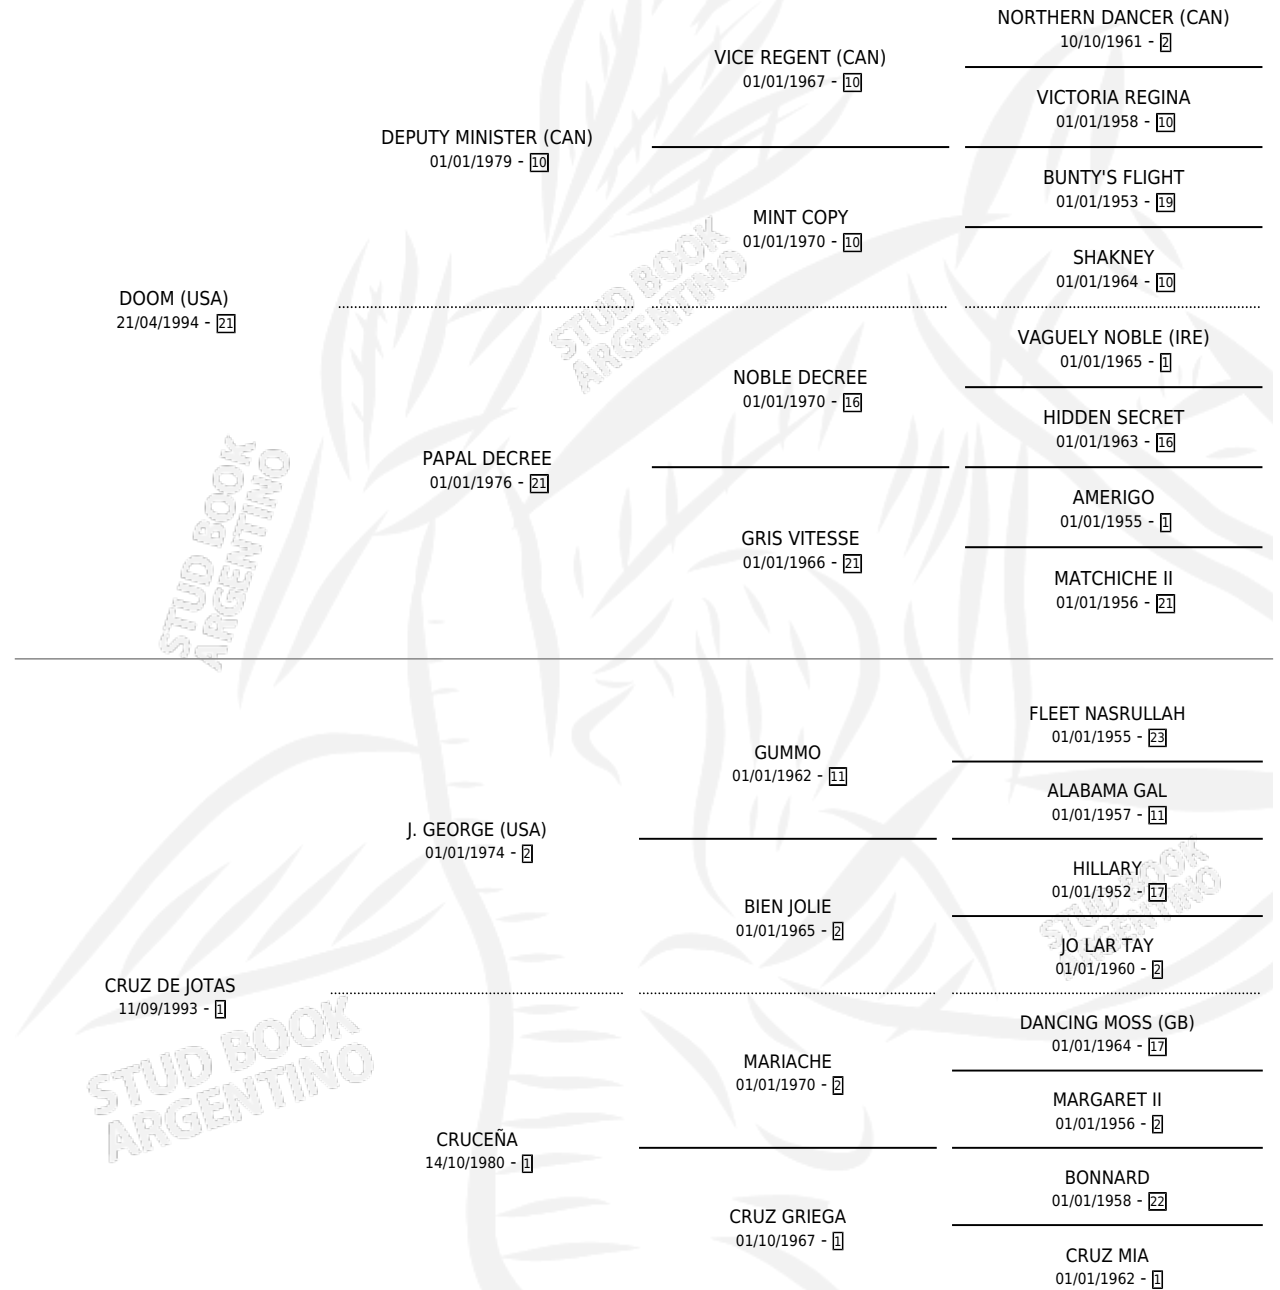 NORTHERN DANCER (CAN)
10/10/1961 - 2
VICE REGENT (CAN)
01/01/1967 - 10
VICTORIA REGINA
01/01/1958 - 10
DEPUTY MINISTER (CAN)
01/01/1979 - 10
BUNTY'S FLIGHT
01/01/1953 - 19
MINT COPY
01/01/1970 - 10
SHAKNEY
01/01/1964 - 10
DOOM (USA)
21/04/1994 - 21
STUD BOOK
ARGENTINO
VAGUELY NOBLE (IRE)
01/01/1965 - 1
NOBLE DECREE
01/01/1970 - 16
HIDDEN SECRET
01/01/1963 - 16
PAPAL DECREE
01/01/1976 - 21
AMERIGO
01/01/1955 - 1
GRIS VITESSE
01/01/1966 - 21
MATCHICHE II
01/01/1956 - 21
STUD BOOK
ARGENTINO
FLEET NASRULLAH
01/01/1955 - 23
GUMMO
01/01/1962 - 11
ALABAMA GAL
01/01/1957 - 11
J. GEORGE (USA)
01/01/1974 - 2
HILLARY
01/01/1952 - 17
BIEN JOLIE
01/01/1965 - 2
JO LAR TAY
01/01/1960 - 2
STUD BOOK
ARGENTINO
CRUZ DE JOTAS
11/09/1993 - 1
STUD BOOK
ARGENTINO
DANCING MOSS (GB)
01/01/1964 - 17
MARIACHE
01/01/1970 - 2
MARGARET II
01/01/1956 - 2
CRUCEÑA
14/10/1980 - 1
BONNARD
01/01/1958 - 22
CRUZ GRIEGA
01/10/1967 - 1
CRUZ MIA
01/01/1962 - 1